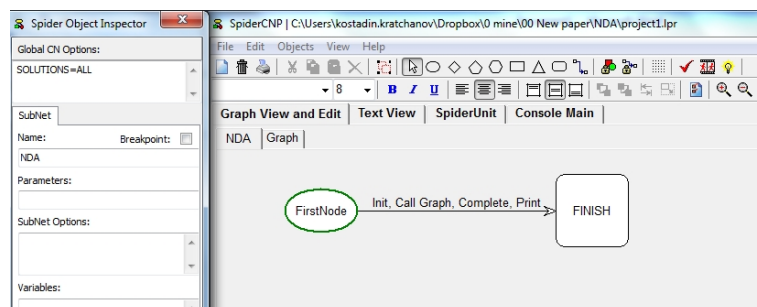 Spider Object Inspector
Global CN Options:
SOLUTIONS=ALL
SubNet
Name:
Breakpoint:
NDA
Parameters:
SubNet Options:
Variables:
SpiderCNP | C:\Users\kostadin.kratchanov\Dropbox\0 mine\00 New paper\NDA\project1.lpr
File Edit Objects View Help
8 B I U
Graph View and Edit Text View SpiderUnit Console Main
NDA Graph
FirstNode Init, Call Graph, Complete, Print FINISH